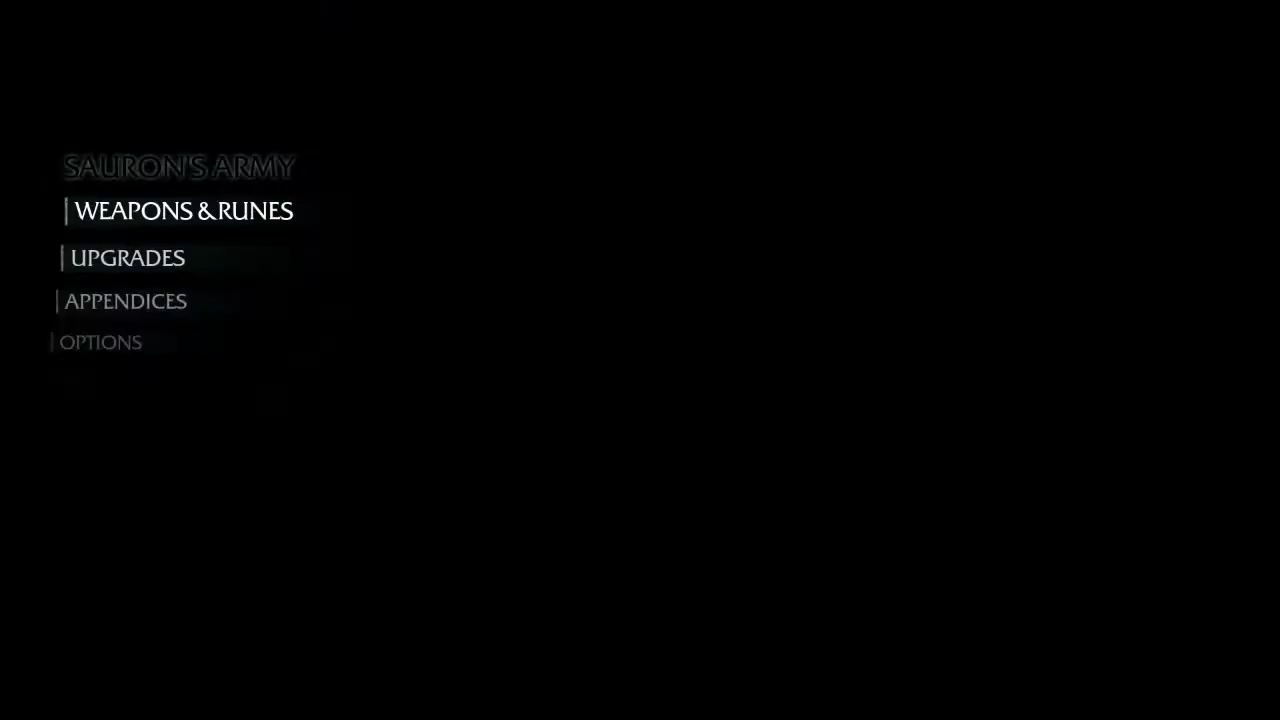 SAURON'S ARMY
WEAPONS & RUNES
UPGRADES
APPENDICES
OPTIONS